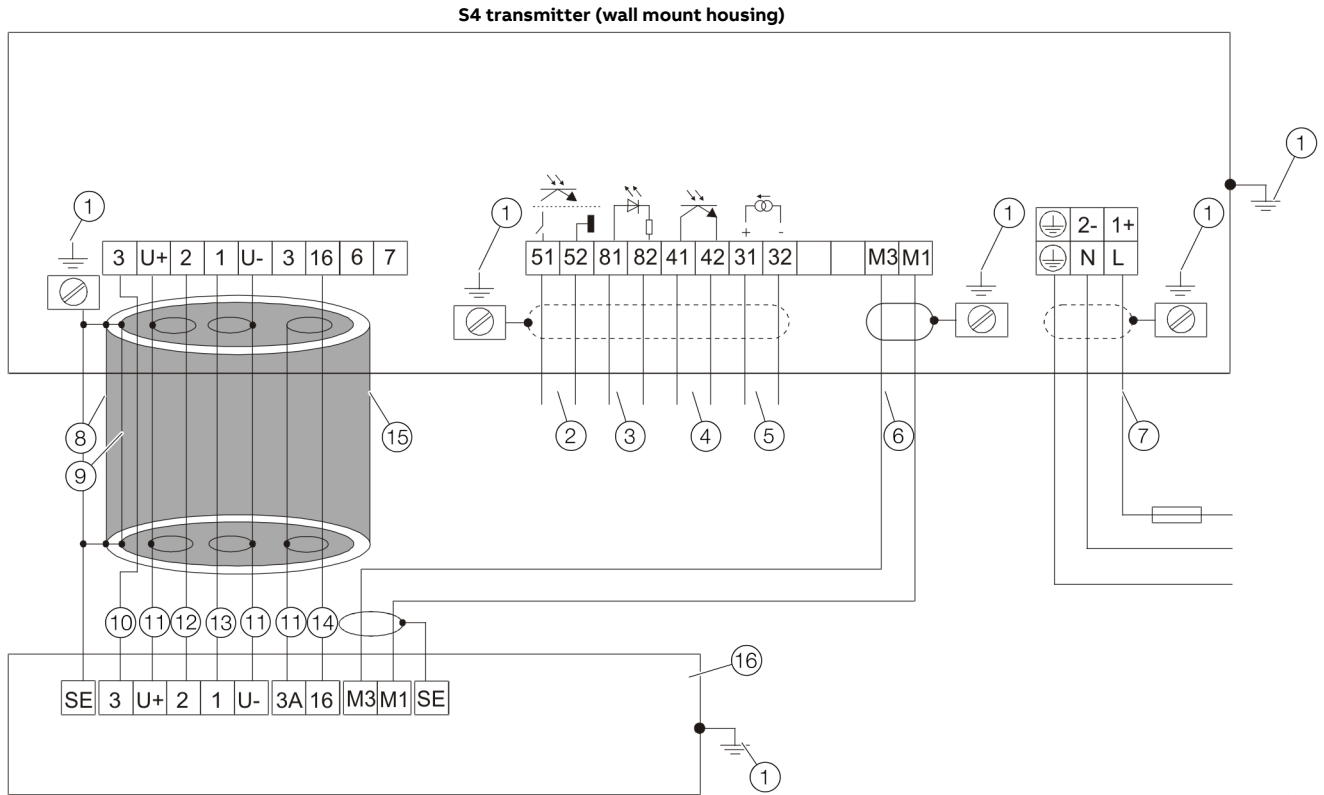 S4 transmitter (wall mount housing)
1
1 1 1 1
2- 1+
3 U+ 2 1 U- 3 16 6 7 51 52 81 82 41 42 31 32 M3 M1 N L
+ -
8 15 2 3 4 5 6 7
9
10 11 12 13 11 11 14
16
SE 3 U+ 2 1 U- 3A 16 M3 M1 SE
1